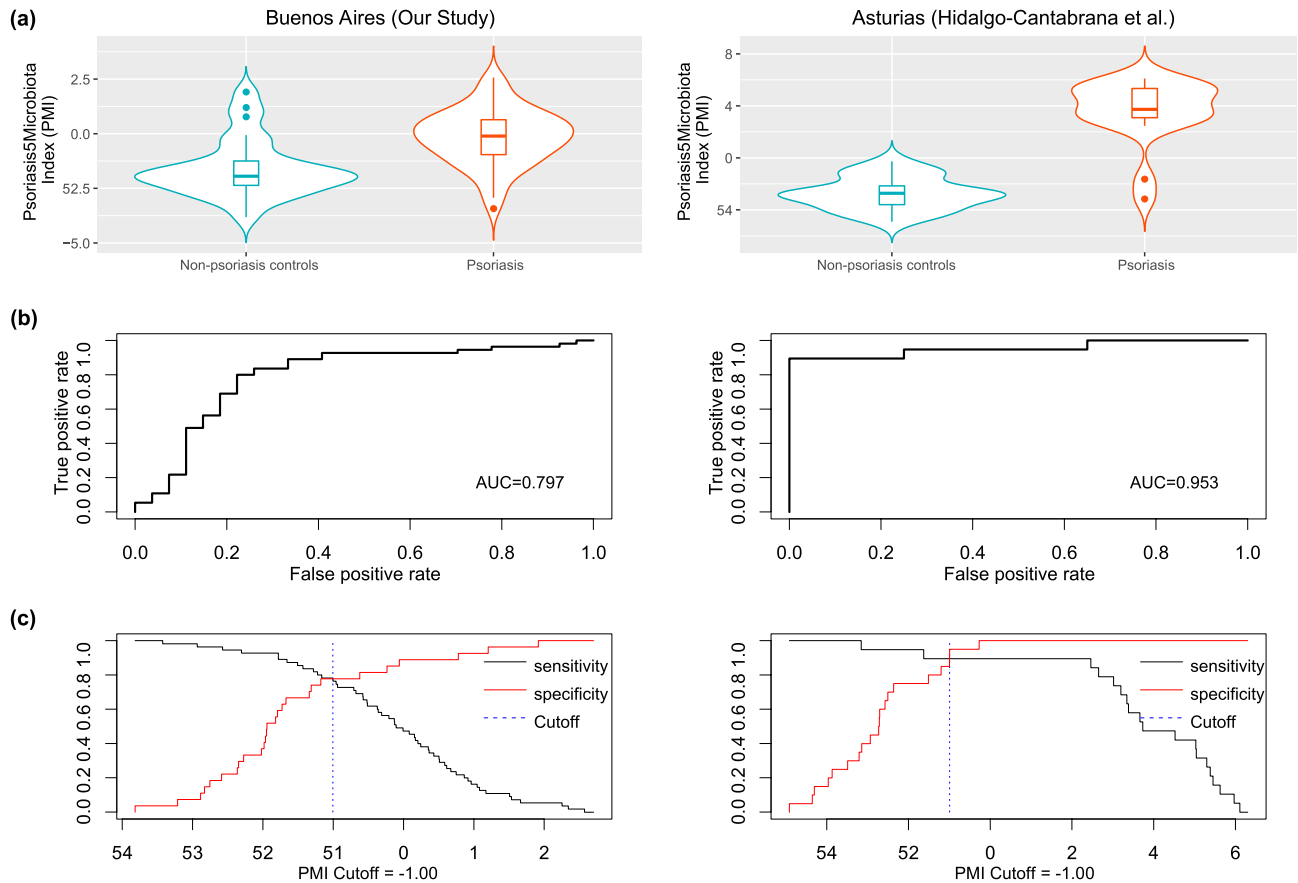 (a)
Buenos Aires (Our Study)
Psoriasis5Microbiota
Index (PMI)
2.5
0.0
52.5
−5.0
Non-psoriasis controls
Psoriasis
Asturias (Hidalgo-Cantabrana et al.)
Psoriasis5Microbiota
Index (PMI)
8
4
0
54
Non-psoriasis controls
Psoriasis
(b)
True positive rate
0.0 0.2 0.4 0.6 0.8 1.0
AUC=0.797
0.0 0.2 0.4 0.6 0.8 1.0
False positive rate
True positive rate
0.0 0.2 0.4 0.6 0.8 1.0
AUC=0.953
0.0 0.2 0.4 0.6 0.8 1.0
False positive rate
(c)
0.0 0.2 0.4 0.6 0.8 1.0
sensitivity
specificity
Cutoff
54 53 52 51 0 1 2
PMI Cutoff = -1.00
0.0 0.2 0.4 0.6 0.8 1.0
sensitivity
specificity
Cutoff
54 52 0 2 4 6
PMI Cutoff = -1.00